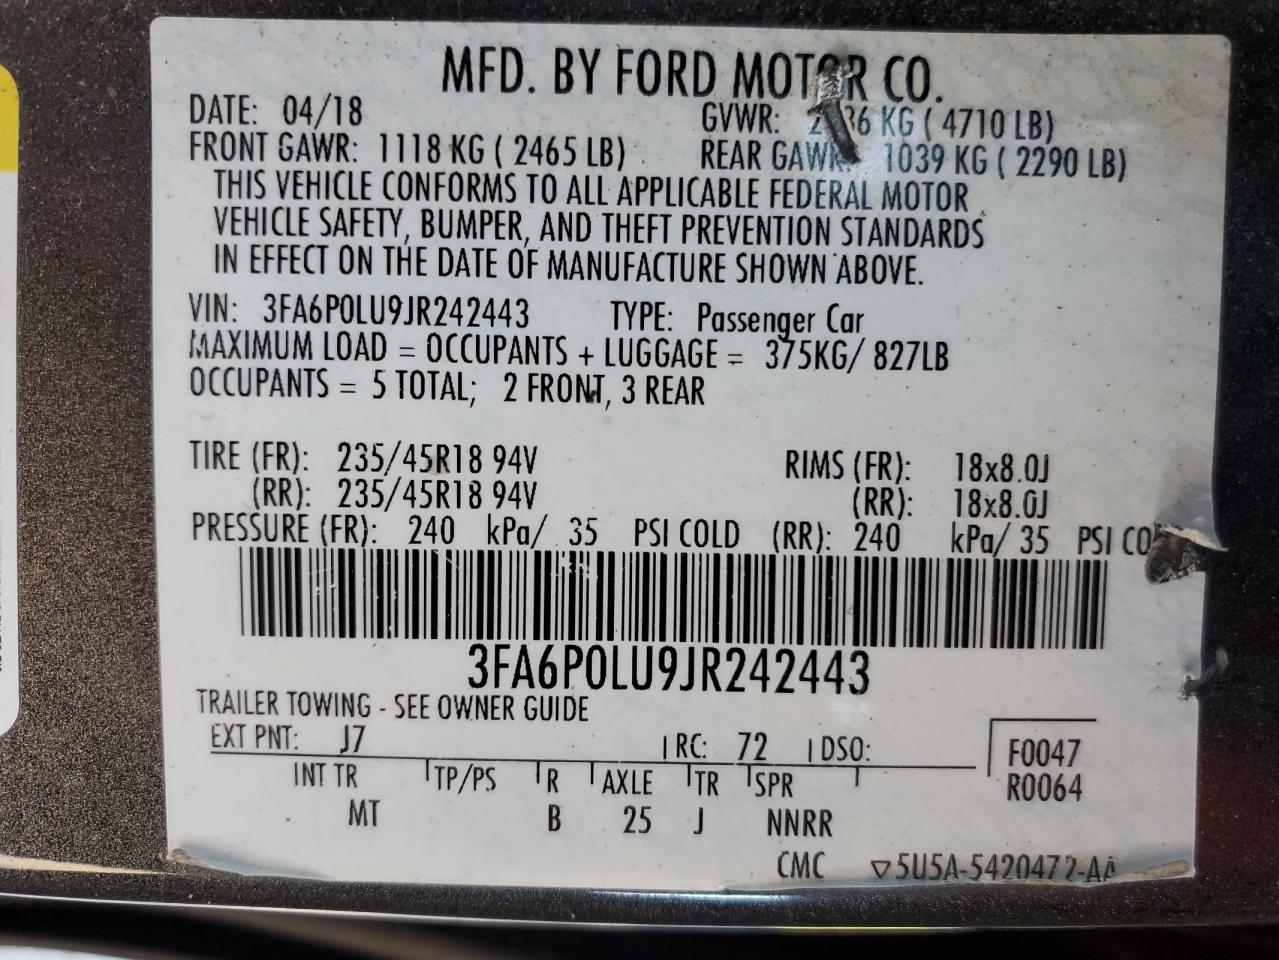 MFD. BY FORD MOTOR CO.
DATE: 04/18 GVWR: KG ( 4710 LB)
FRONT GAWR: 1118 KG ( 2465 LB) REAR GAWR: 1039 KG ( 2290 LB)
THIS VEHICLE CONFORMS TO ALL APPLICABLE FEDERAL MOTOR
VEHICLE SAFETY, BUMPER, AND THEFT PREVENTION STANDARDS
IN EFFECT ON THE DATE OF MANUFACTURE SHOWN ABOVE.
VIN: 3FA6P0LU9JR242443 TYPE: Passenger Car
MAXIMUM LOAD = OCCUPANTS + LUGGAGE = 375KG/ 827LB
OCCUPANTS = 5 TOTAL; 2 FRONT, 3 REAR
TIRE (FR): 235/45R18 94V RIMS (FR): 18x8.0J
(RR): 235/45R18 94V (RR): 18x8.0J
PRESSURE (FR): 240 kPa/ 35 PSI COLD (RR): 240 kPa/ 35 PSI CO
3FA6P0LU9JR242443
TRAILER TOWING - SEE OWNER GUIDE
EXT PNT: J7 RC: 72 DSO: F0047
INT TR TP/PS R AXLE TR SPR R0064
MT B 25 J NNRR
CMC ▽5U5A-5420472-AA